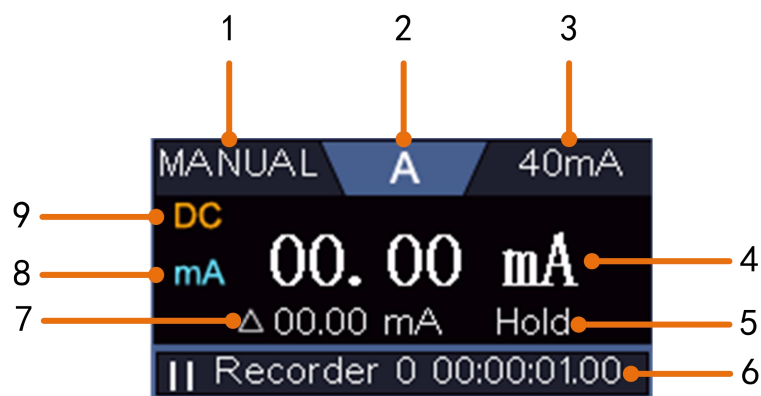 1 2 3
MANUAL A 40mA
9 DC
8 mA 00.00 mA 4
7 △ 00.00 mA Hold 5
|| Recorder 0 00:00:01.00 6